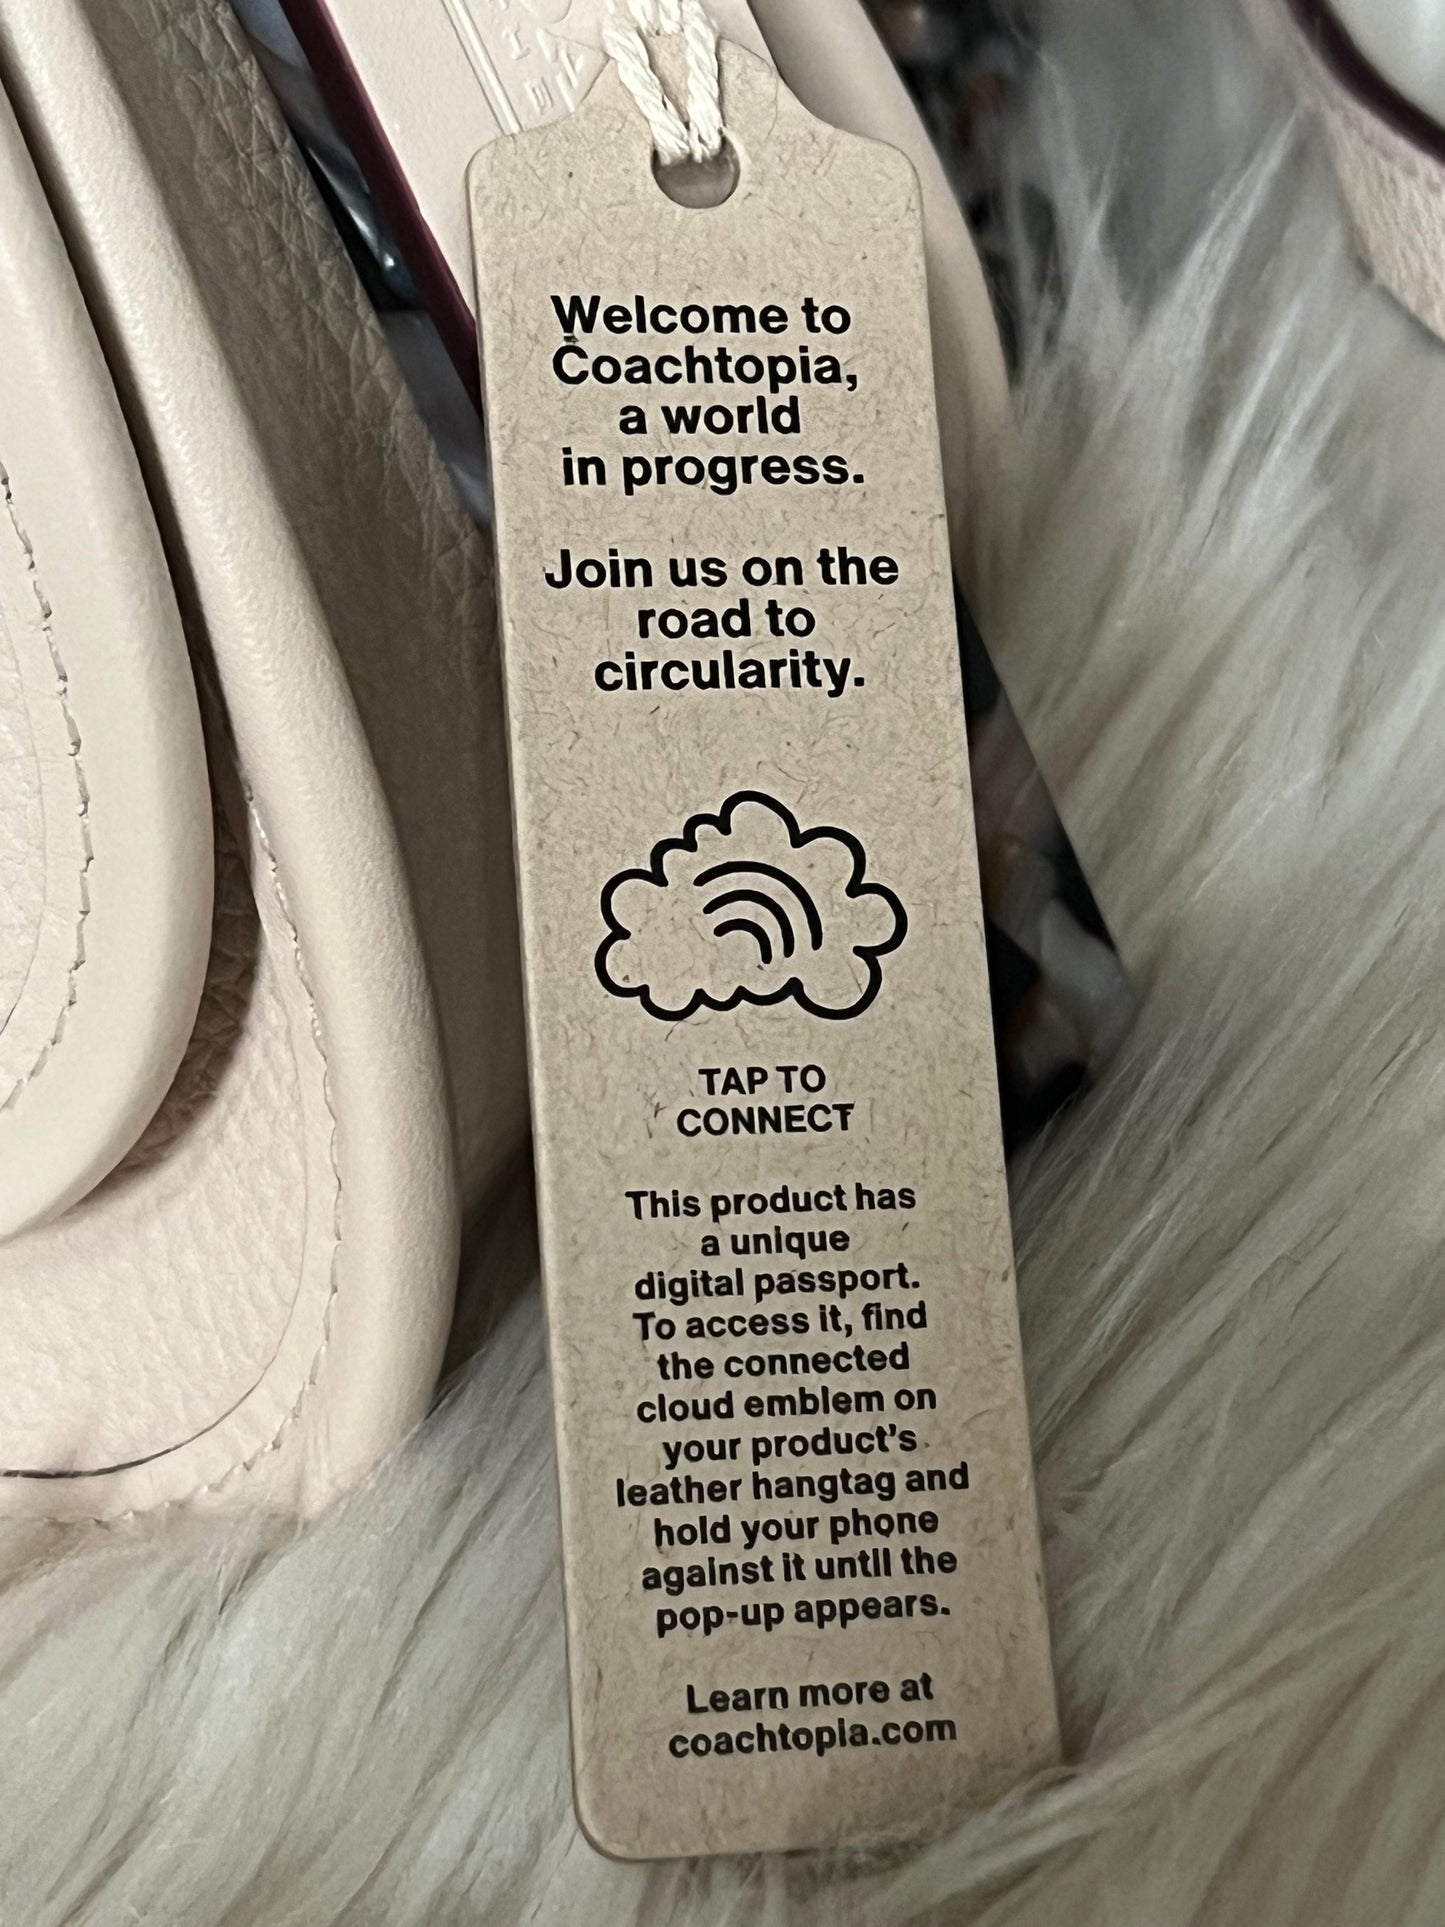 Welcome to
Coachtopia,
a world
in progress.
Join us on the
road to
circularity.
TAP TO
CONNECT
This product has
a unique
digital passport.
To access it, find
the connected
cloud emblem on
your product's
leather hangtag and
hold your phone
against it until the
pop-up appears.
Learn more at
coachtopia.com